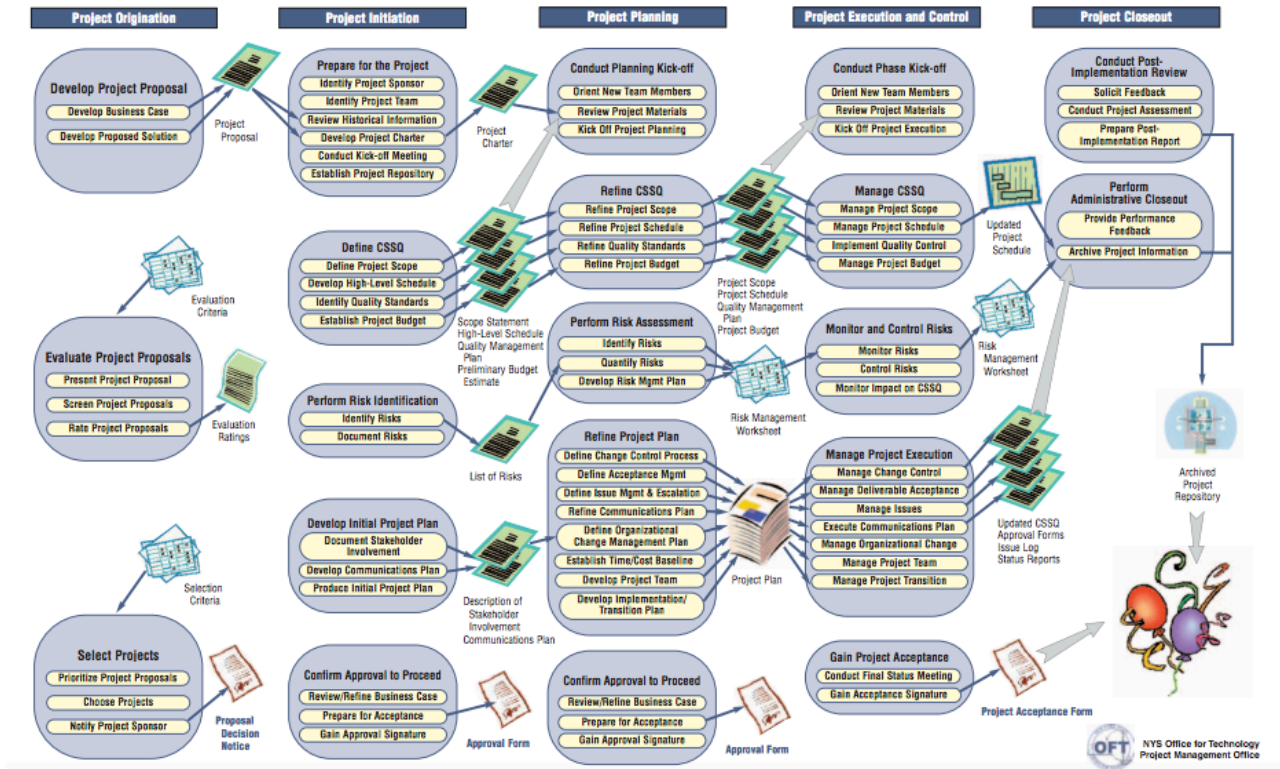 Project Origination
Project Initiation
Project Planning
Project Execution and Control
Project Closeout
Develop Project Proposal
Develop Business Case
Develop Proposed Solution
Project
Proposal
Evaluation
Criteria
Evaluate Project Proposals
Present Project Proposal
Screen Project Proposals
Rate Project Proposals
Evaluation
Ratings
Selection
Criteria
Select Projects
Prioritize Project Proposals
Choose Projects
Notify Project Sponsor
Proposal
Decision
Notice
Prepare for the Project
Identify Project Sponsor
Identify Project Team
Review Historical Information
Develop Project Charter
Conduct Kick-off Meeting
Establish Project Repository
Project
Charter
Define CSSQ
Define Project Scope
Develop High-Level Schedule
Identify Quality Standards
Establish Project Budget
Scope Statement
High-Level Schedule
Quality Management
Plan
Preliminary Budget
Estimate
Perform Risk Identification
Identify Risks
Document Risks
List of Risks
Develop Initial Project Plan
Document Stakeholder
Involvement
Develop Communications Plan
Produce Initial Project Plan
Description of
Stakeholder
Involvement
Communications Plan
Confirm Approval to Proceed
Review/Refine Business Case
Prepare for Acceptance
Gain Approval Signature
Approval Form
Conduct Planning Kick-off
Orient New Team Members
Review Project Materials
Kick Off Project Planning
Refine CSSQ
Refine Project Scope
Refine Project Schedule
Refine Quality Standards
Refine Project Budget
Project Scope
Project Schedule
Quality Management
Plan
Project Budget
Perform Risk Assessment
Identify Risks
Quantify Risks
Develop Risk Mgmt Plan
Risk Management
Worksheet
Refine Project Plan
Define Change Control Process
Define Acceptance Mgmt
Define Issue Mgmt & Escalation
Refine Communications Plan
Define Organizational
Change Management Plan
Establish Time/Cost Baseline
Develop Project Team
Develop Implementation/
Transition Plan
Project Plan
Confirm Approval to Proceed
Review/Refine Business Case
Prepare for Acceptance
Gain Approval Signature
Approval Form
Conduct Phase Kick-off
Orient New Team Members
Review Project Materials
Kick Off Project Execution
Manage CSSQ
Manage Project Scope
Manage Project Schedule
Implement Quality Control
Manage Project Budget
Updated
Project
Schedule
Monitor and Control Risks
Monitor Risks
Control Risks
Monitor Impact on CSSQ
Risk
Management
Worksheet
Manage Project Execution
Manage Change Control
Manage Deliverable Acceptance
Manage Issues
Execute Communications Plan
Manage Organizational Change
Manage Project Team
Manage Project Transition
Updated CSSQ
Approval Forms
Issue Log
Status Reports
Gain Project Acceptance
Conduct Final Status Meeting
Gain Acceptance Signature
Project Acceptance Form
Conduct Post-
Implementation Review
Solicit Feedback
Conduct Project Assessment
Prepare Post-
Implementation Report
Perform
Administrative Closeout
Provide Performance
Feedback
Archive Project Information
Archived
Project
Repository
OFT
NYS Office for Technology
Project Management Office